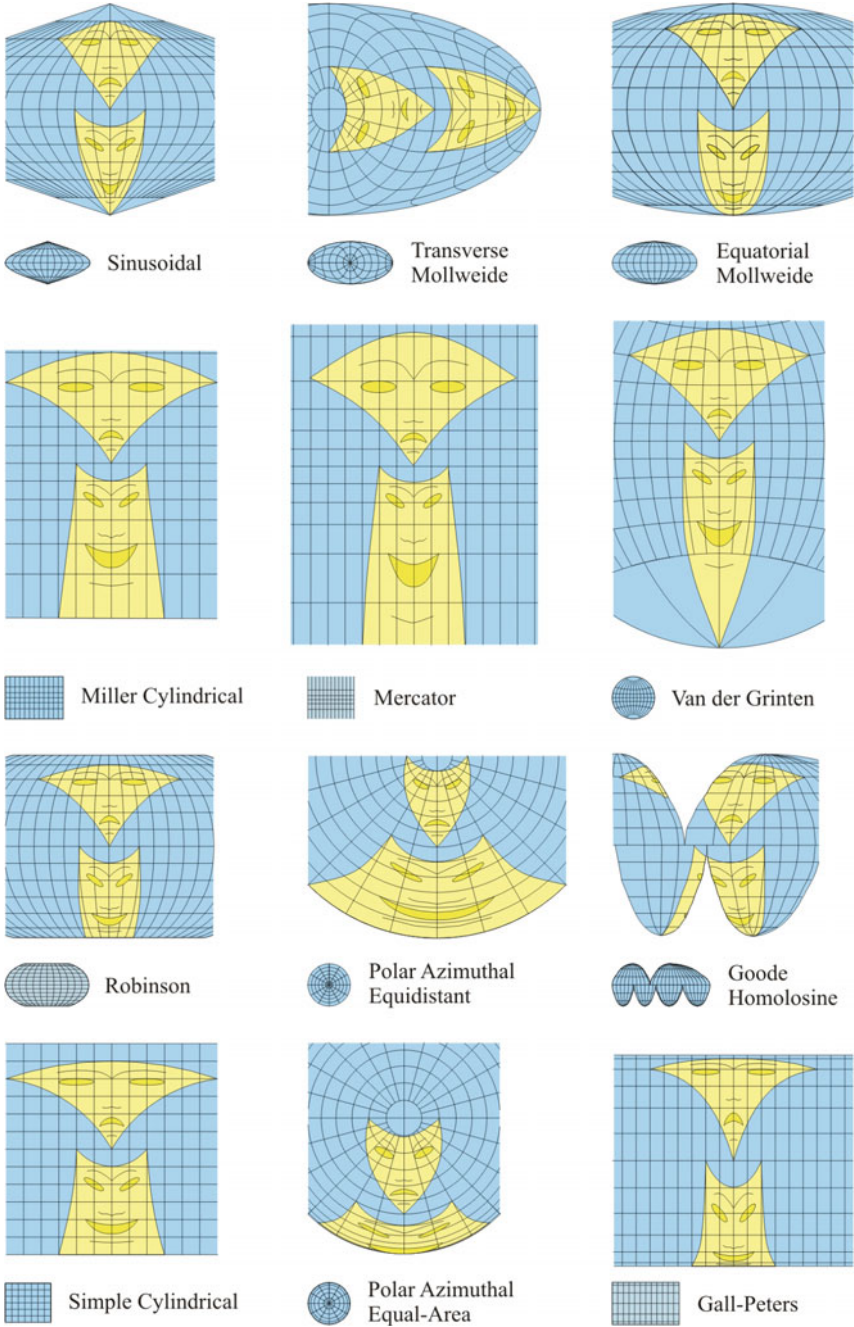 Sinusoidal
Transverse
Mollweide
Equatorial
Mollweide
Miller Cylindrical
Mercator
Van der Grinten
Robinson
Polar Azimuthal
Equidistant
Goode
Homolosine
Simple Cylindrical
Polar Azimuthal
Equal-Area
Gall-Peters